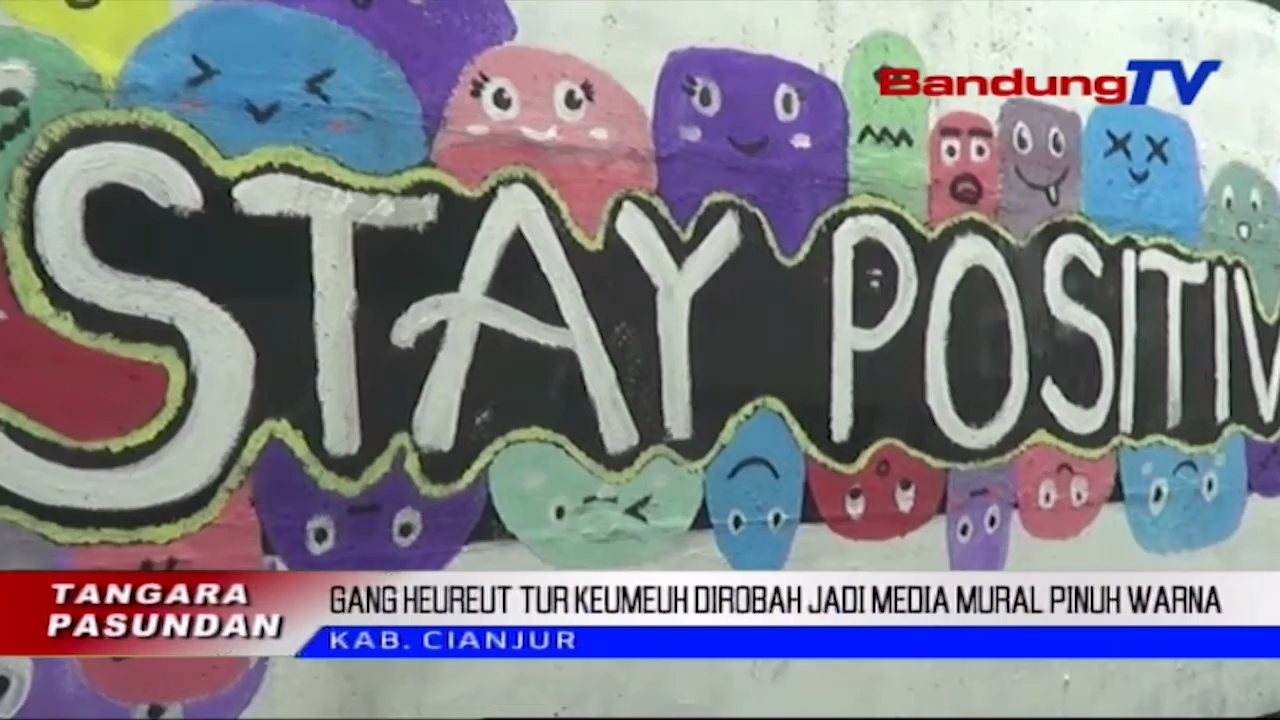 BandungTV
STAY POSITIV
TANGARA
PASUNDAN
GANG HEUREUT TUR KEUMEUH DIROBAH JADI MEDIA MURAL PINUH WARNA
KAB. CIANJUR